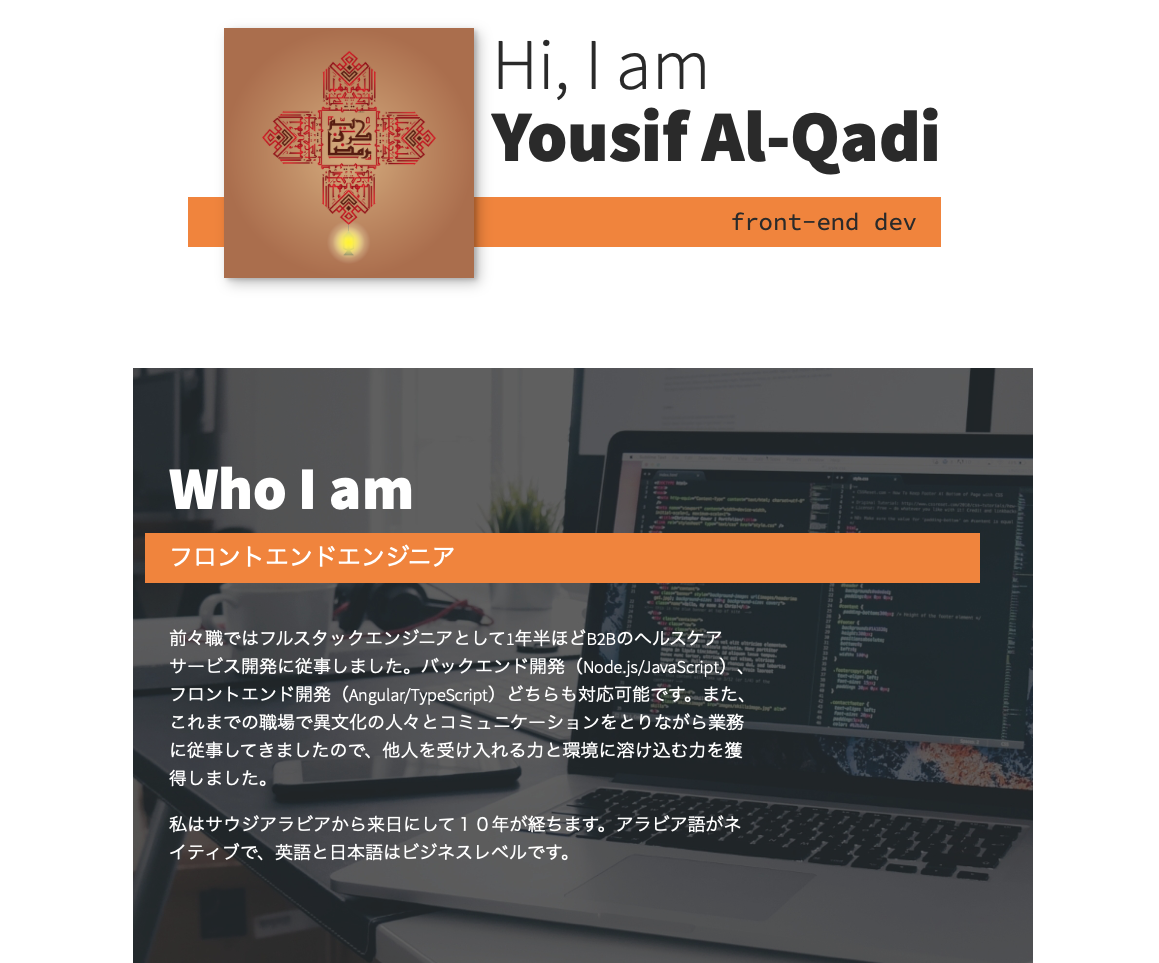 Hi, I am
Yousif Al-Qadi
front-end dev
Who I am
フロントエンドエンジニア
前々職ではフルスタックエンジニアとして1年半ほどB2Bのヘルスケア
サービス開発に従事しました。バックエンド開発（Node.js/JavaScript）、
フロントエンド開発（Angular/TypeScript）どちらも対応可能です。また、
これまでの職場で異文化の人々とコミュニケーションをとりながら業務
に従事してきましたので、他人を受け入れる力と環境に溶け込む力を獲
得しました。
私はサウジアラビアから来日にして１０年が経ちます。アラビア語がネ
イティブで、英語と日本語はビジネスレベルです。